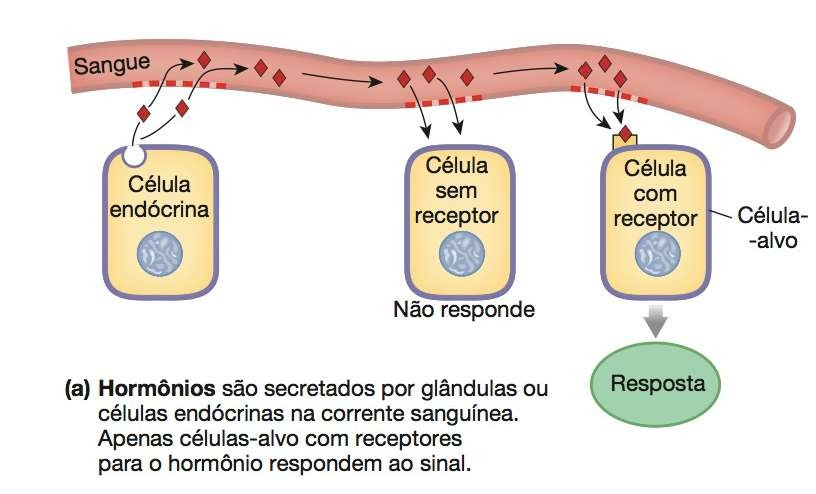 Sangue
Célula
endócrina
Célula
sem
receptor
Não responde
Célula
com
receptor
Célula-
-alvo
Resposta
(a) Hormônios são secretados por glândulas ou
células endócrinas na corrente sanguínea.
Apenas células-alvo com receptores
para o hormônio respondem ao sinal.